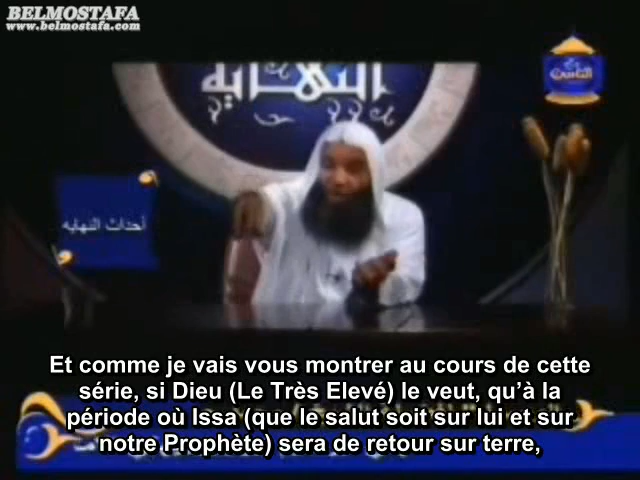 BELMOSTAFA
www.belmostafa.com
النهاية
الناس
أحداث النهايه
Et comme je vais vous montrer au cours de cette
série, si Dieu (Le Très Elevé) le veut, qu’à la
période où Issa (que le salut soit sur lui et sur
notre Prophète) sera de retour sur terre,